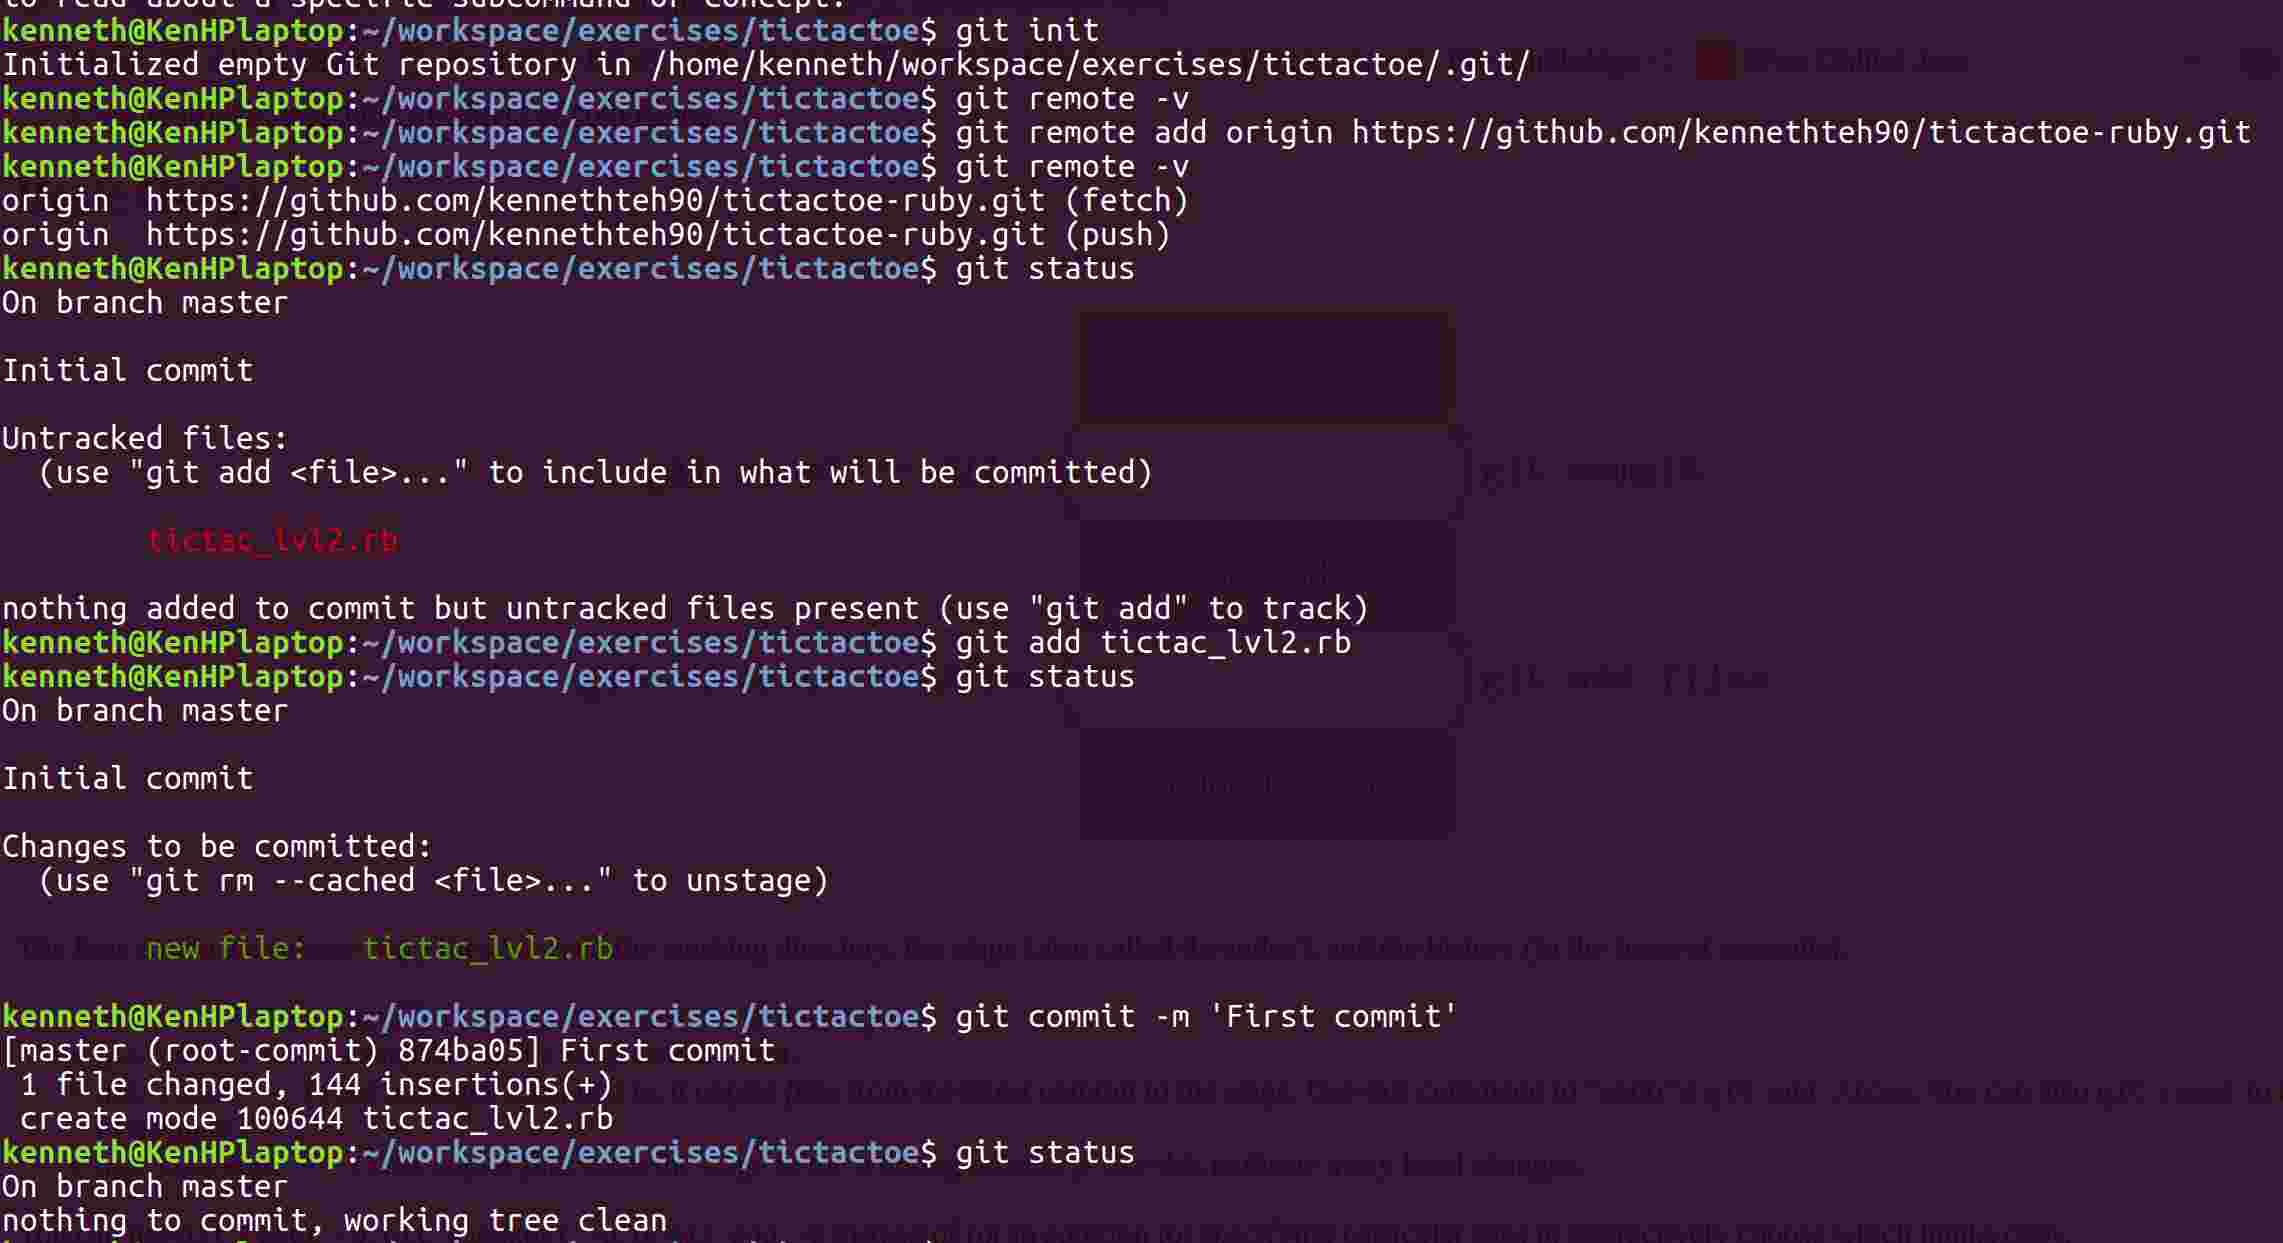 to read about a specific subcommand or concept.
kenneth@KenHPlaptop:~/workspace/exercises/tictactoe$ git init
Initialized empty Git repository in /home/kenneth/workspace/exercises/tictactoe/.git/
kenneth@KenHPlaptop:~/workspace/exercises/tictactoe$ git remote -v
kenneth@KenHPlaptop:~/workspace/exercises/tictactoe$ git remote add origin https://github.com/kennethteh90/tictactoe-ruby.git
kenneth@KenHPlaptop:~/workspace/exercises/tictactoe$ git remote -v
origin  https://github.com/kennethteh90/tictactoe-ruby.git (fetch)
origin  https://github.com/kennethteh90/tictactoe-ruby.git (push)
kenneth@KenHPlaptop:~/workspace/exercises/tictactoe$ git status
On branch master
Initial commit
Untracked files:
  (use "git add <file>..." to include in what will be committed)
        tictac_lvl2.rb
nothing added to commit but untracked files present (use "git add" to track)
kenneth@KenHPlaptop:~/workspace/exercises/tictactoe$ git add tictac_lvl2.rb
kenneth@KenHPlaptop:~/workspace/exercises/tictactoe$ git status
On branch master
Initial commit
Changes to be committed:
  (use "git rm --cached <file>..." to unstage)
        new file:   tictac_lvl2.rb
kenneth@KenHPlaptop:~/workspace/exercises/tictactoe$ git commit -m 'First commit'
[master (root-commit) 874ba05] First commit
 1 file changed, 144 insertions(+)
 create mode 100644 tictac_lvl2.rb
kenneth@KenHPlaptop:~/workspace/exercises/tictactoe$ git status
On branch master
nothing to commit, working tree clean